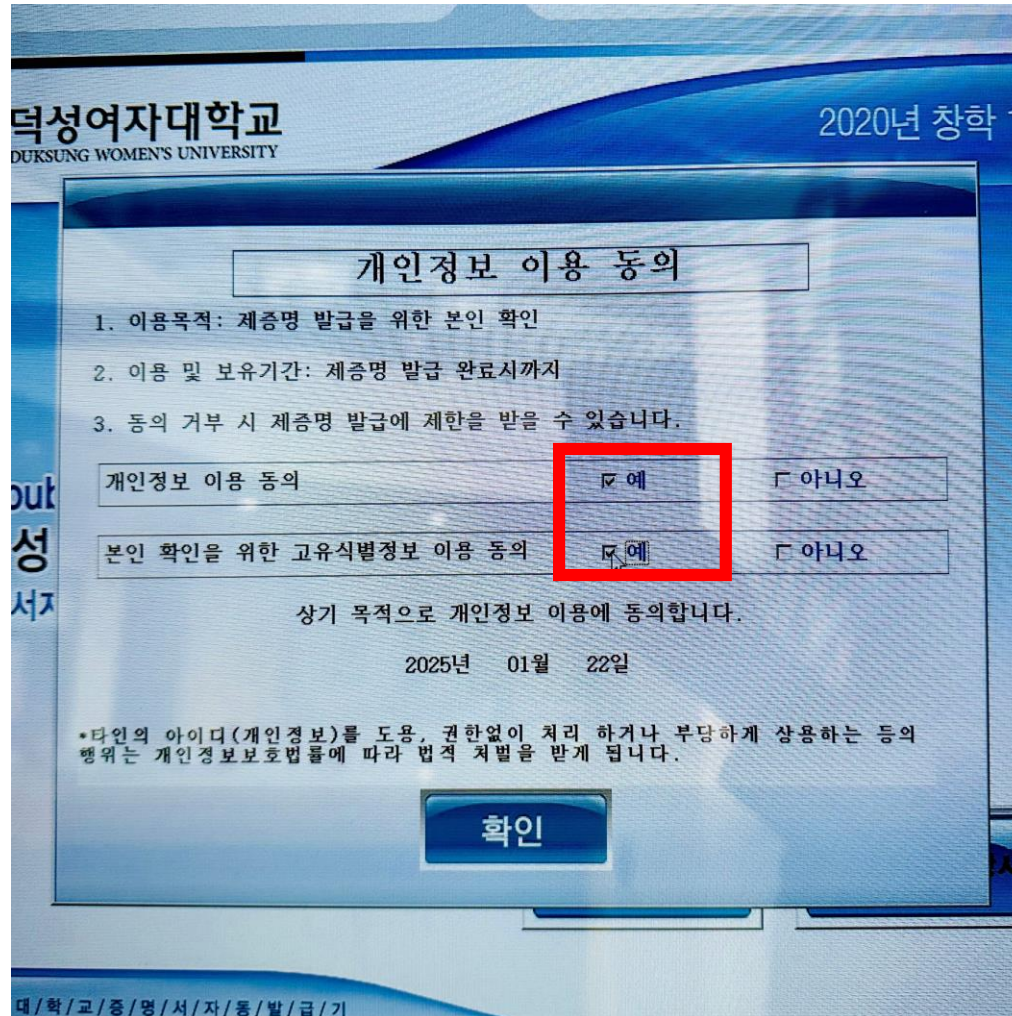 덕성여자대학교
DUKSUNG WOMEN'S UNIVERSITY
2020년 창학
개인정보 이용 동의
1. 이용목적: 제증명 발급을 위한 본인 확인
2. 이용 및 보유기간: 제증명 발급 완료시까지
3. 동의 거부 시 제증명 발급에 제한을 받을 수 있습니다.
개인정보 이용 동의 예 아니오
본인 확인을 위한 고유식별정보 이용 동의 예 아니오
상기 목적으로 개인정보 이용에 동의합니다.
2025년 01월 22일
*타인의 아이디(개인정보)를 도용, 권한없이 처리 하거나 부당하게 상용하는 등의
행위는 개인정보보호법률에 따라 법적 처벌을 받게 됩니다.
확인
대/학/교/증/명/서/자/동/발/급/기